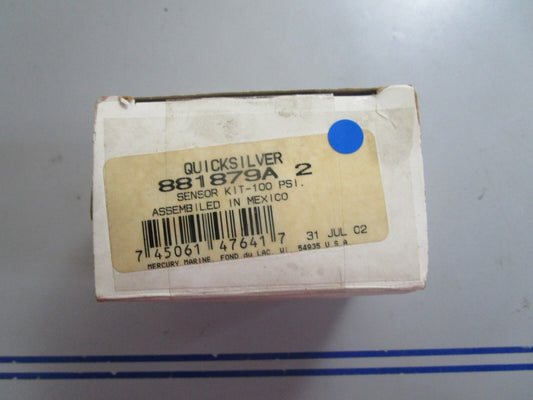 QUICKSILVER
881879A 2
SENSOR KIT-100 PSI.
ASSEMBILED IN MEXICO
7 45061 47641 7 31 JUL 02
MERCURY MARINE, FOND du LAC, WI. 54935 U S A